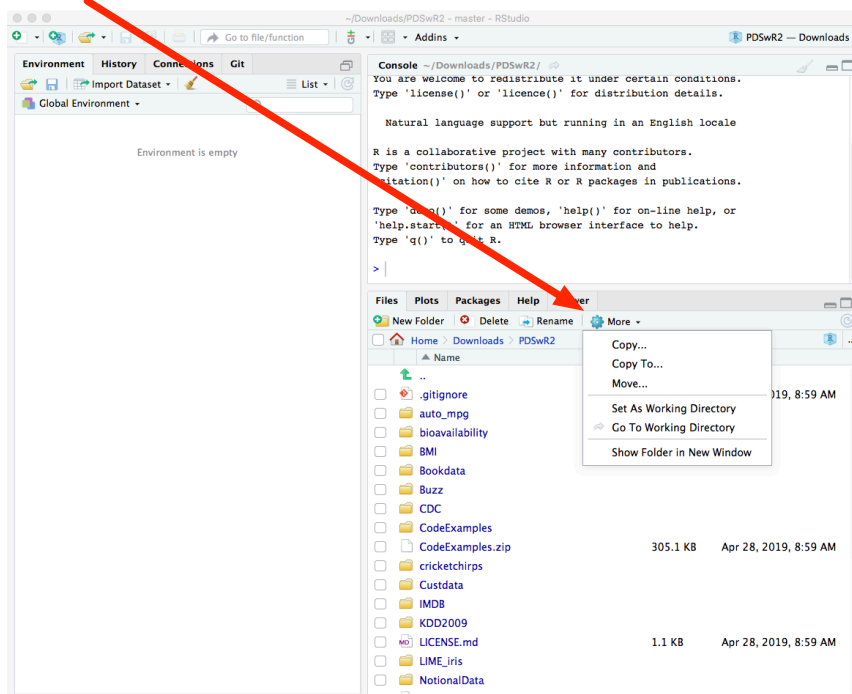 ~/Downloads/PDSwR2 - master - RStudio
Go to file/function
Addins
PDSwR2 — Downloads
Environment History Connections Git
Import Dataset
List
Global Environment
Environment is empty
Console ~/Downloads/PDSwR2/
You are welcome to redistribute it under certain conditions.
Type 'license()' or 'licence()' for distribution details.
Natural language support but running in an English locale
R is a collaborative project with many contributors.
Type 'contributors()' for more information and
on how to cite R or R packages in publications.
Type for some demos, 'help()' for on-line help, or
for an HTML browser interface to help.
Type 'q()' to R.
>
Files Plots Packages Help
New Folder Delete Rename More
Home > Downloads > PDSwR2
Name
Copy...
Copy To...
Move...
Set As Working Directory
Go To Working Directory
Show Folder in New Window
..
.gitignore 8:59 AM
auto_mpg
bioavailability
BMI
Bookdata
Buzz
CDC
CodeExamples
CodeExamples.zip 305.1 KB Apr 28, 2019, 8:59 AM
cricketchirps
Custdata
IMDB
KDD2009
LICENSE.md 1.1 KB Apr 28, 2019, 8:59 AM
LIME_iris
NotionalData